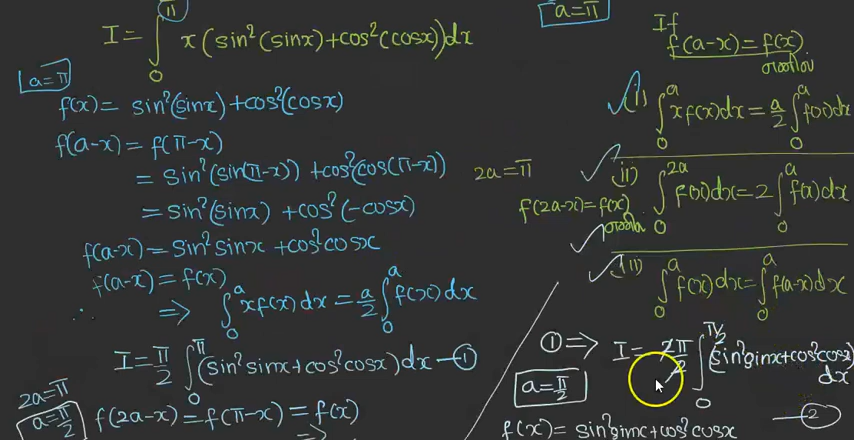 I = ∫₀^π x(sin²(sinx)+cos²(cosx))dx
a=π
f(x) = sin²(sinx)+cos²(cosx)
f(a-x) = f(π-x)
= sin²(sin(π-x)) + cos²(cos(π-x))
= sin²(sinx) + cos²(-cosx)
f(a-x) = sin²sinx + cos²cosx
f(a-x) = f(x)
∴ ⇒ ∫₀^a xf(x)dx = a/2 ∫₀^a f(x)dx
I = π/2 ∫₀^π (sin²sinx+cos²cosx)dx —①
2a=π
a=π/2
f(2a-x)=f(π-x)=f(x)
⇒
a=π
If
f(a-x)=f(x)
(i) ∫₀^a xf(x)dx = a/2 ∫₀^a f(x)dx
2a=π
(ii) ∫₀^2a f(x)dx = 2 ∫₀^a f(x)dx
f(2a-x)=f(x)
(iii) ∫₀^a f(x)dx = ∫₀^a f(a-x)dx
① ⇒ I = 2π/2 ∫₀^π/2 (sin²sinx+cos²cosx)dx
—②
a=π/2
f(x) = sin²sinx+cos²cosx